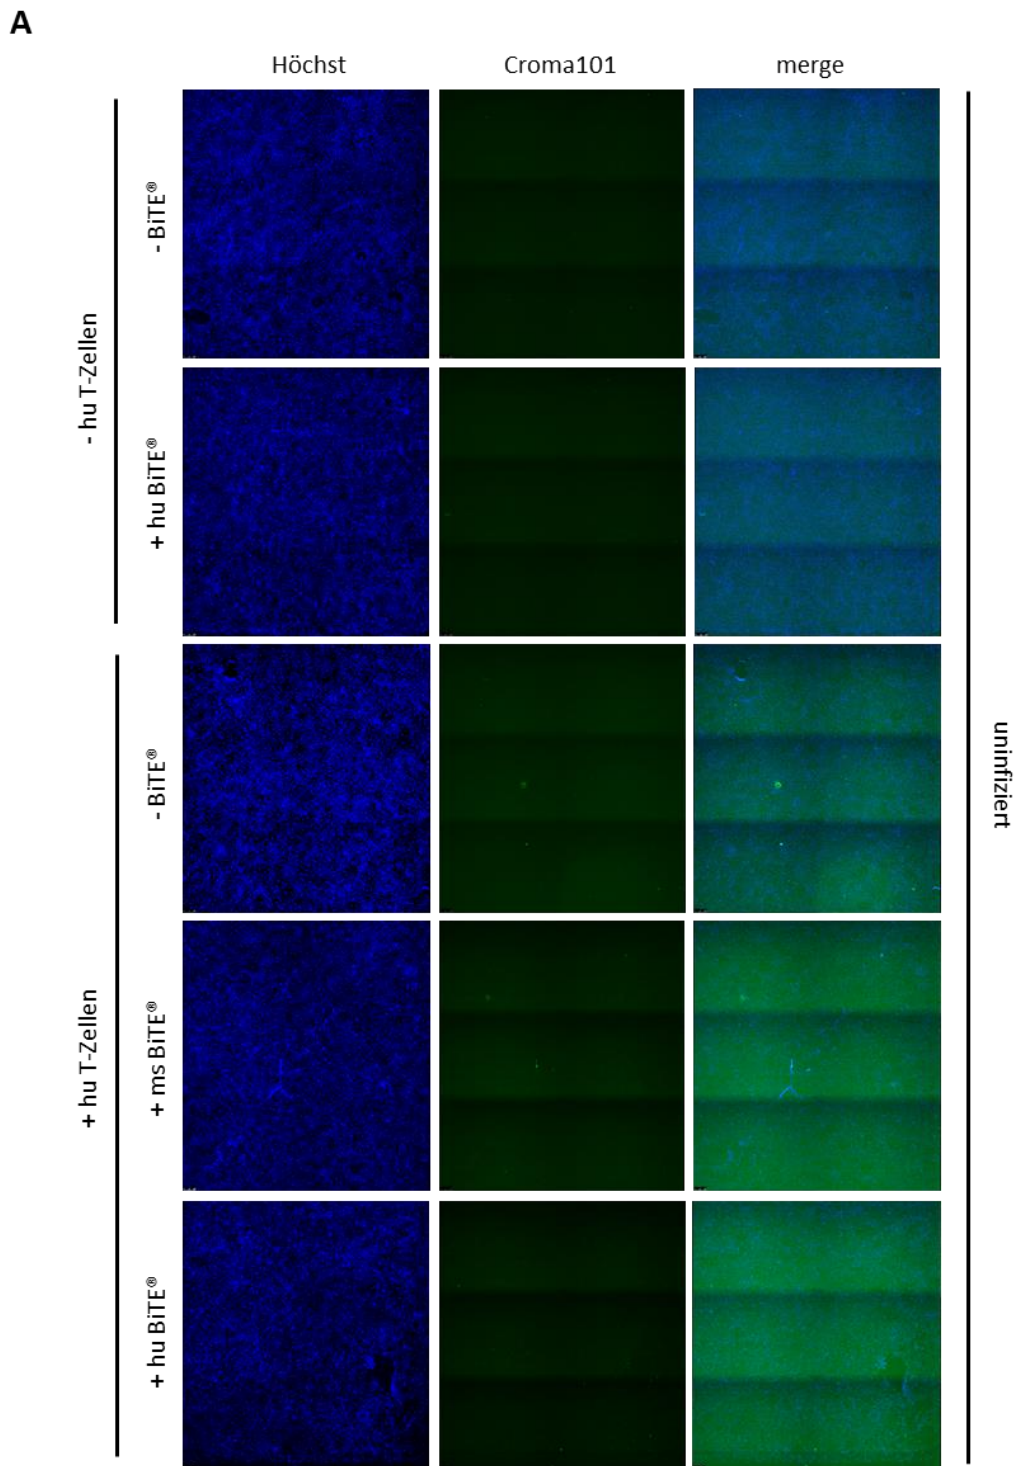 A
Höchst Croma101 merge
- hu T-Zellen
- BiTE®
+ hu BiTE®
+ hu T-Zellen
- BiTE®
+ ms BiTE®
+ hu BiTE®
uninfiziert